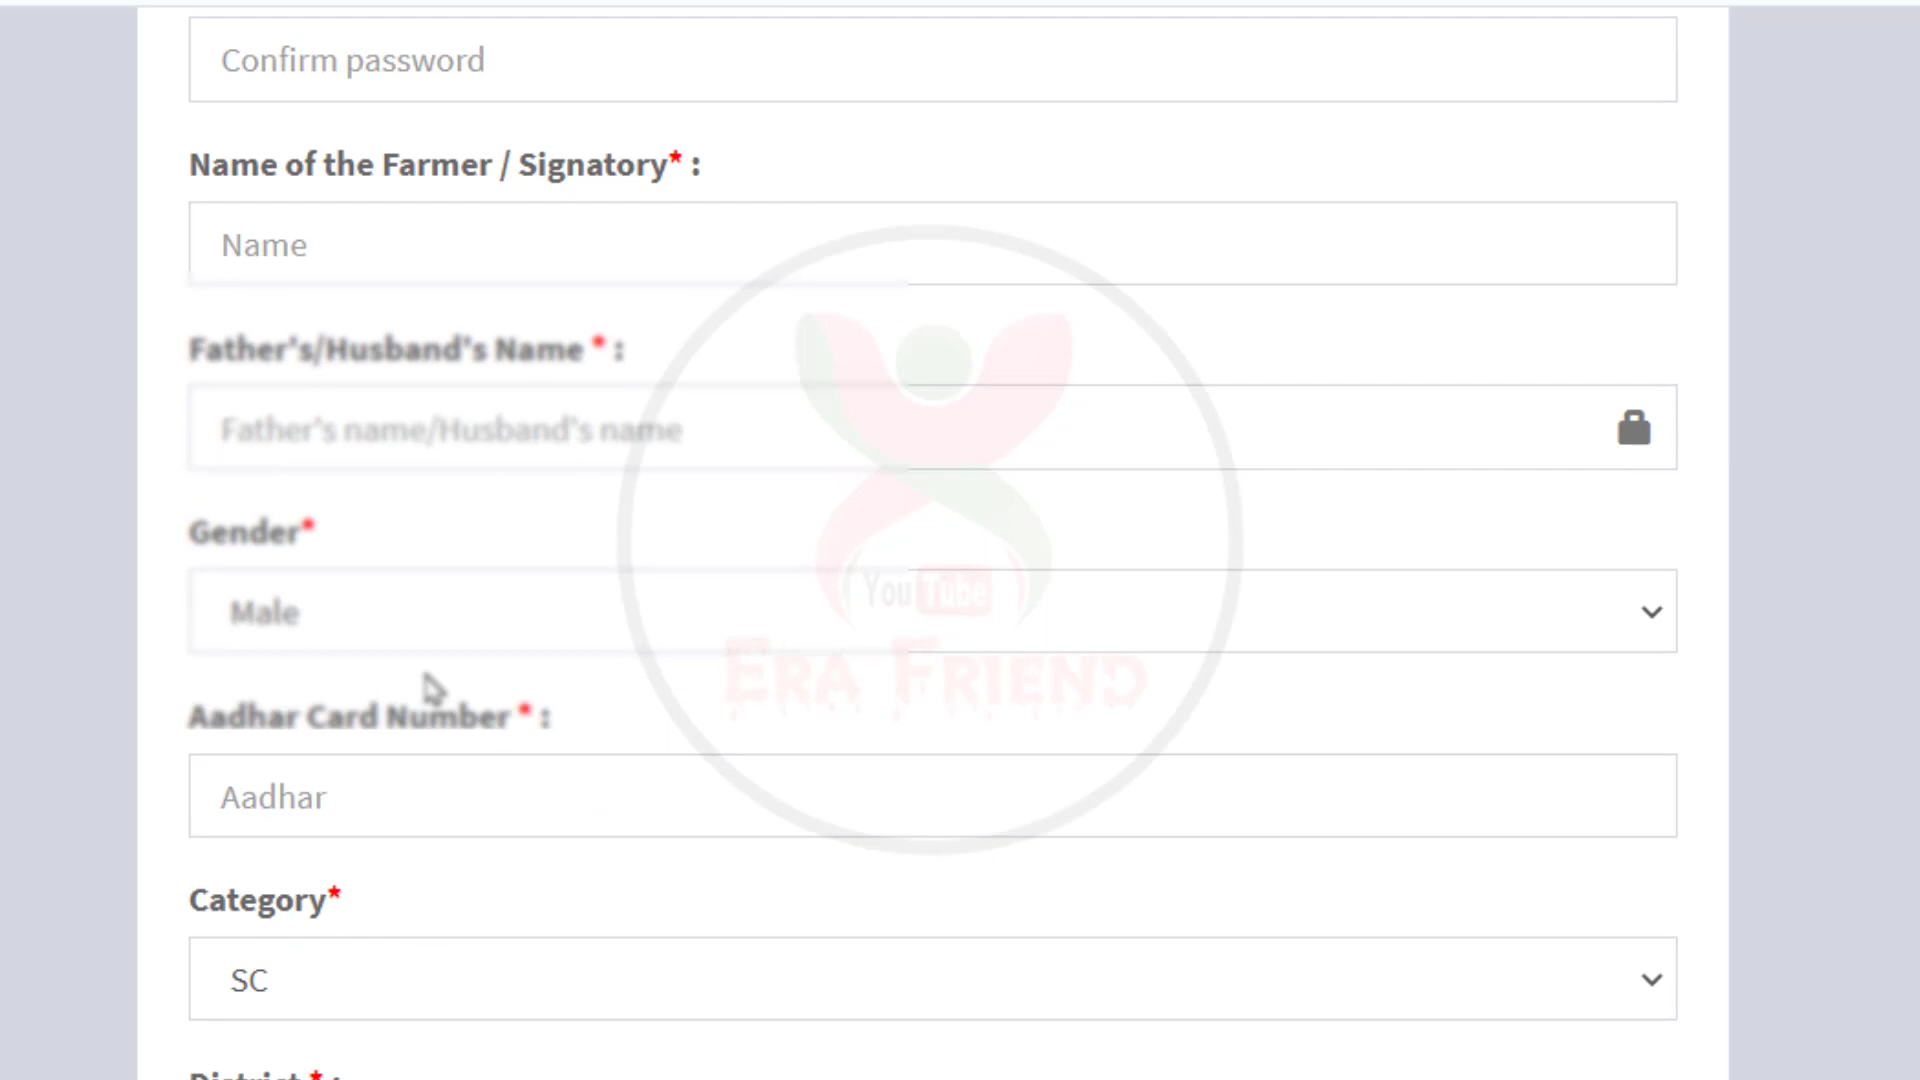 Confirm password
Name of the Farmer / Signatory* :
Name
Father's/Husband's Name * :
Father's name/Husband's name
Gender*
Male
YouTube
ERA FRIEND
Aadhar Card Number * :
Aadhar
Category*
SC
District * :